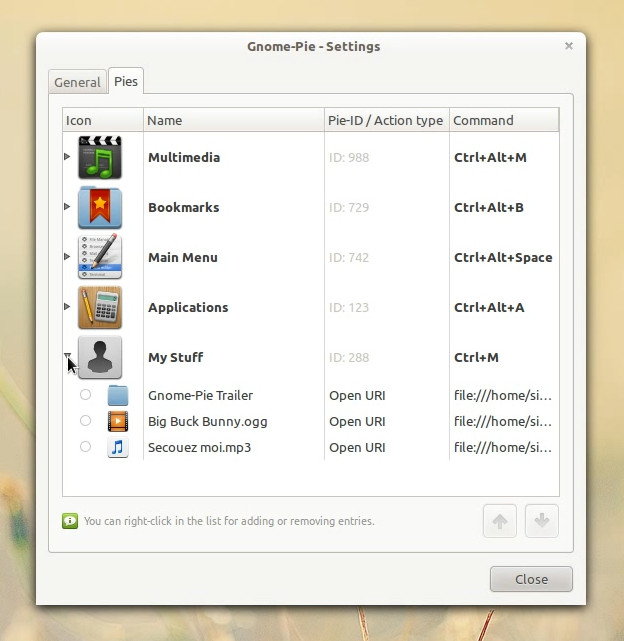 Gnome-Pie - Settings
General Pies
Icon Name Pie-ID / Action type Command
Multimedia ID: 988 Ctrl+Alt+M
Bookmarks ID: 729 Ctrl+Alt+B
Main Menu ID: 742 Ctrl+Alt+Space
Applications ID: 123 Ctrl+Alt+A
My Stuff ID: 288 Ctrl+M
Gnome-Pie Trailer Open URI file:///home/si...
Big Buck Bunny.ogg Open URI file:///home/si...
Secouez moi.mp3 Open URI file:///home/si...
You can right-click in the list for adding or removing entries.
Close